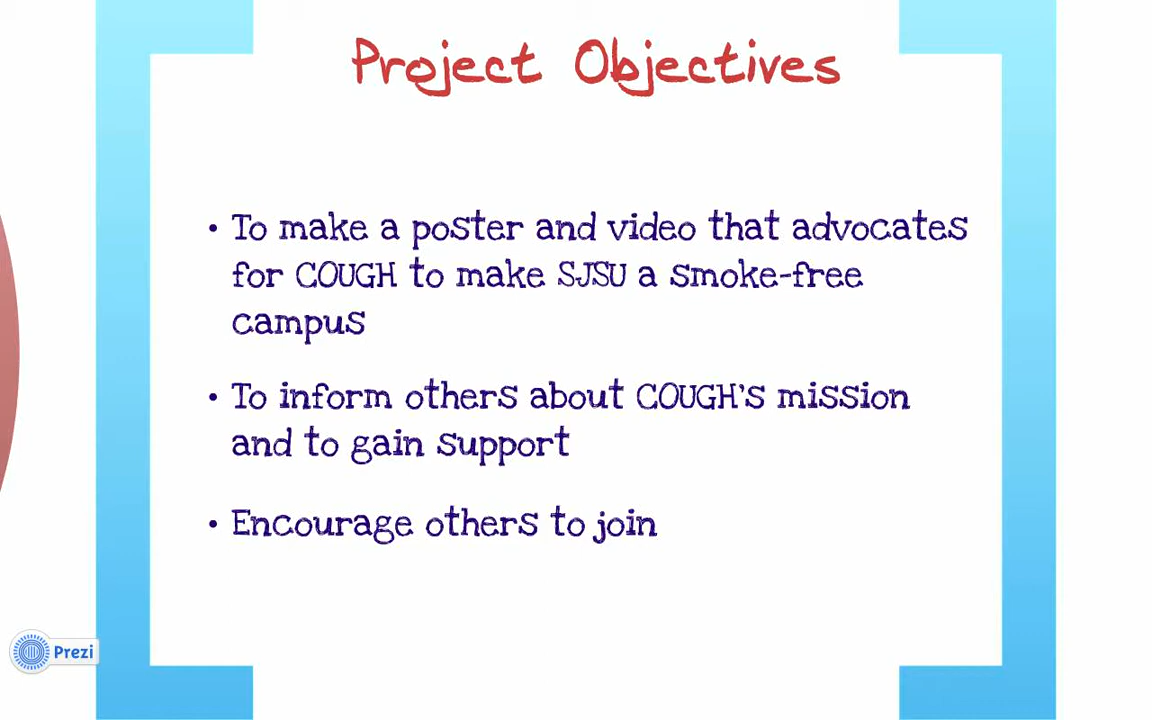 Project Objectives
• To make a poster and video that advocates
for COUGH to make SJSU a smoke-free
campus
• To inform others about COUGH's mission
and to gain support
• Encourage others to join
Prezi